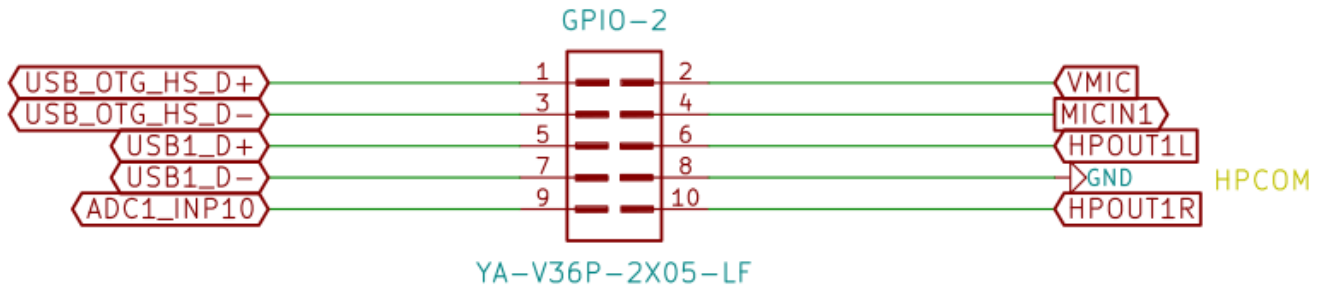 GPIO-2
USB_OTG_HS_D+ 1 2 VMIC
USB_OTG_HS_D- 3 4 MICIN1
USB1_D+ 5 6 HPOUT1L
USB1_D- 7 8 GND HPCOM
ADC1_INP10 9 10 HPOUT1R
YA-V36P-2X05-LF